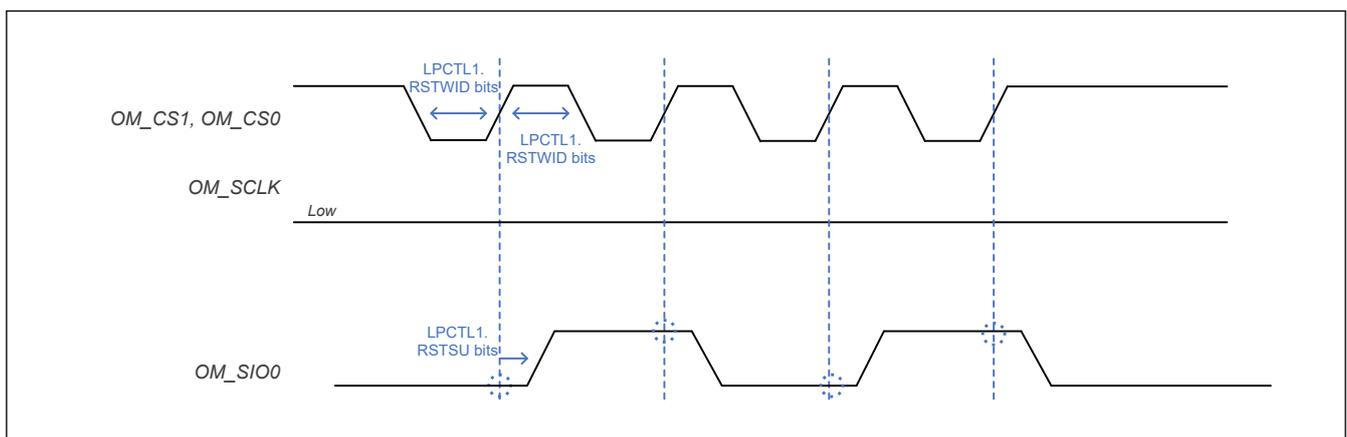 LPCTL1.
RSTWID bits
OM_CS1, OM_CS0
LPCTL1.
RSTWID bits
OM_SCLK
Low
LPCTL1.
RSTSU bits
OM_SIO0